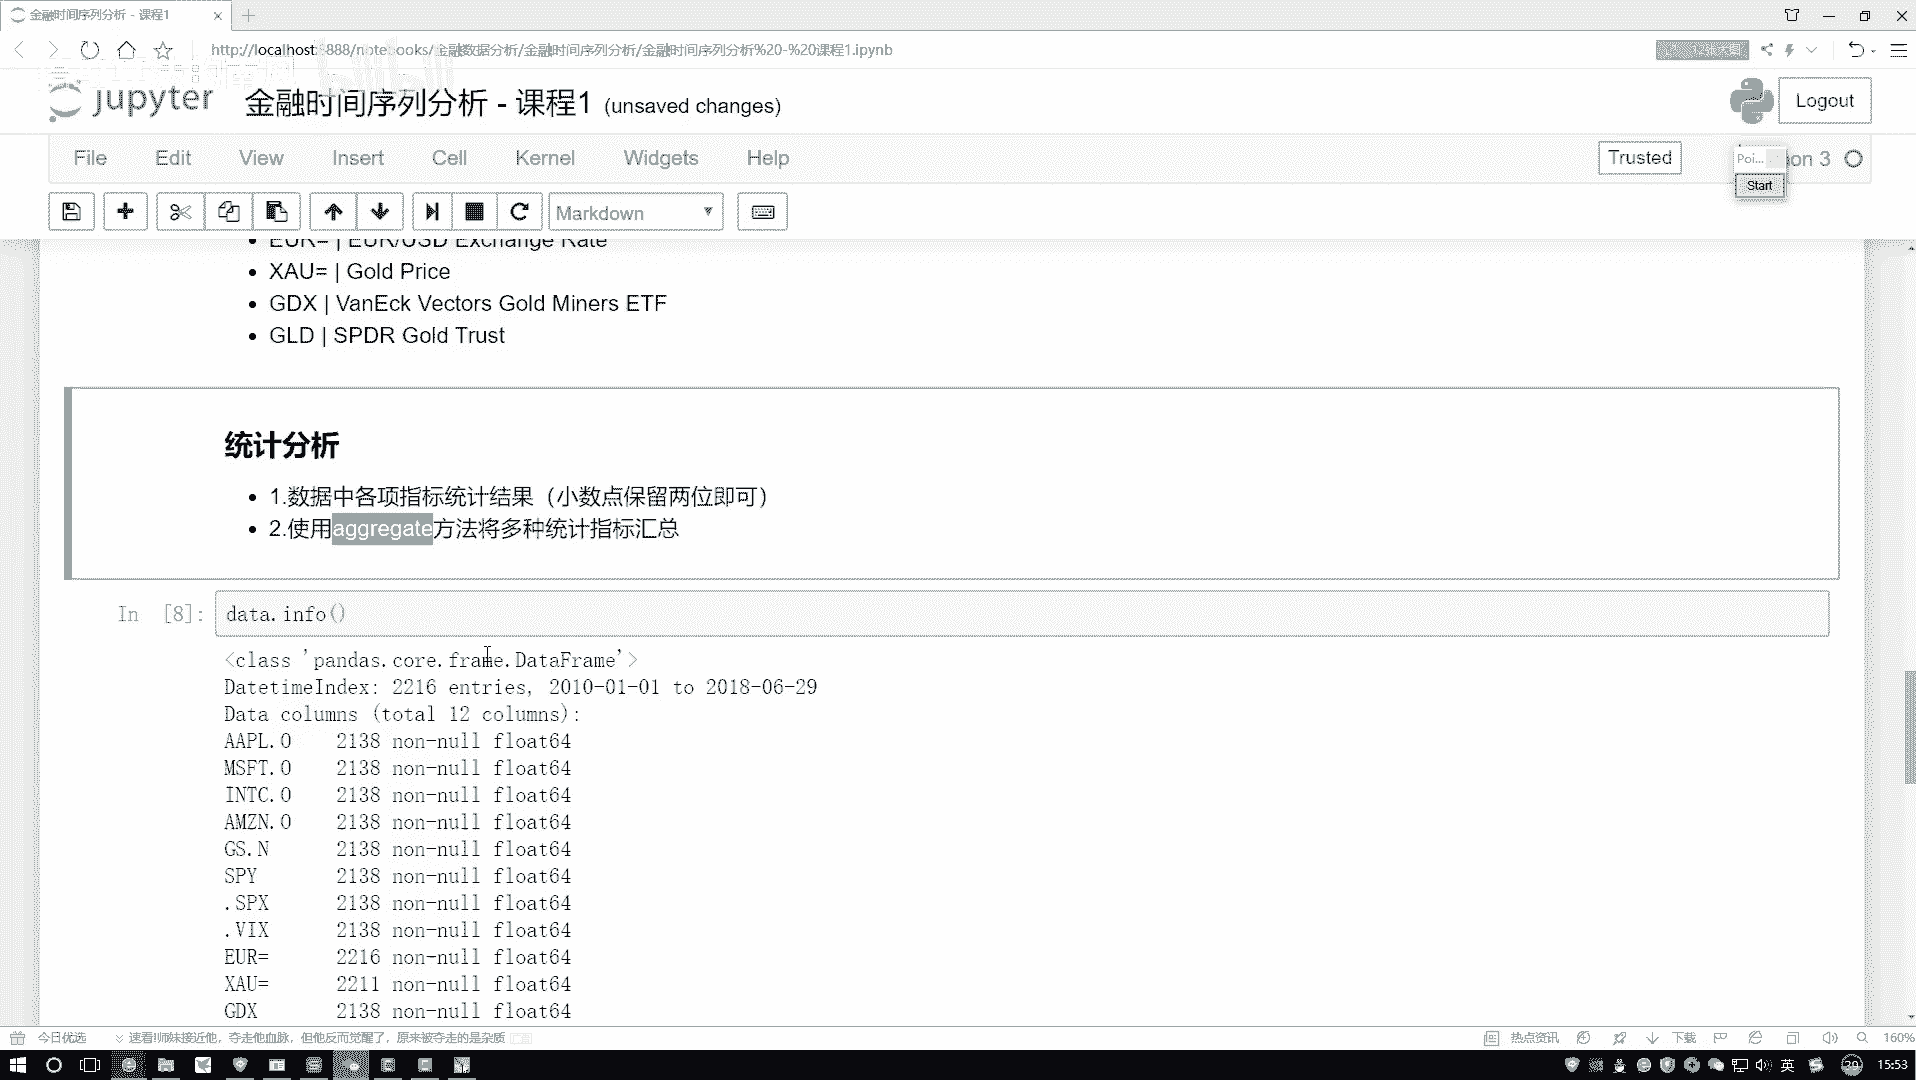 金融时间序列分析 - 课程1
http://localhost:8888/notebooks/金融数据分析/金融时间序列分析/金融时间序列分析%20-%20课程1.ipynb
jupyter 金融时间序列分析 - 课程1 (unsaved changes)
Logout
File Edit View Insert Cell Kernel Widgets Help
Trusted
Poi...
on 3
Start
Markdown
EUR= | EUR/USD Exchange Rate
XAU= | Gold Price
GDX | VanEck Vectors Gold Miners ETF
GLD | SPDR Gold Trust
统计分析
1.数据中各项指标统计结果（小数点保留两位即可）
2.使用aggregate方法将多种统计指标汇总
In [8]: data.info()
<class 'pandas.core.frame.DataFrame'>
DatetimeIndex: 2216 entries, 2010-01-01 to 2018-06-29
Data columns (total 12 columns):
AAPL.O 2138 non-null float64
MSFT.O 2138 non-null float64
INTC.O 2138 non-null float64
AMZN.O 2138 non-null float64
GS.N 2138 non-null float64
SPY 2138 non-null float64
.SPX 2138 non-null float64
.VIX 2138 non-null float64
EUR= 2216 non-null float64
XAU= 2211 non-null float64
GDX 2138 non-null float64
今日优选 速看!师妹接近他，夺走他血脉，但他反而觉醒了，原来被夺走的是杂质
热点资讯 下载 160%
英 29 15:53